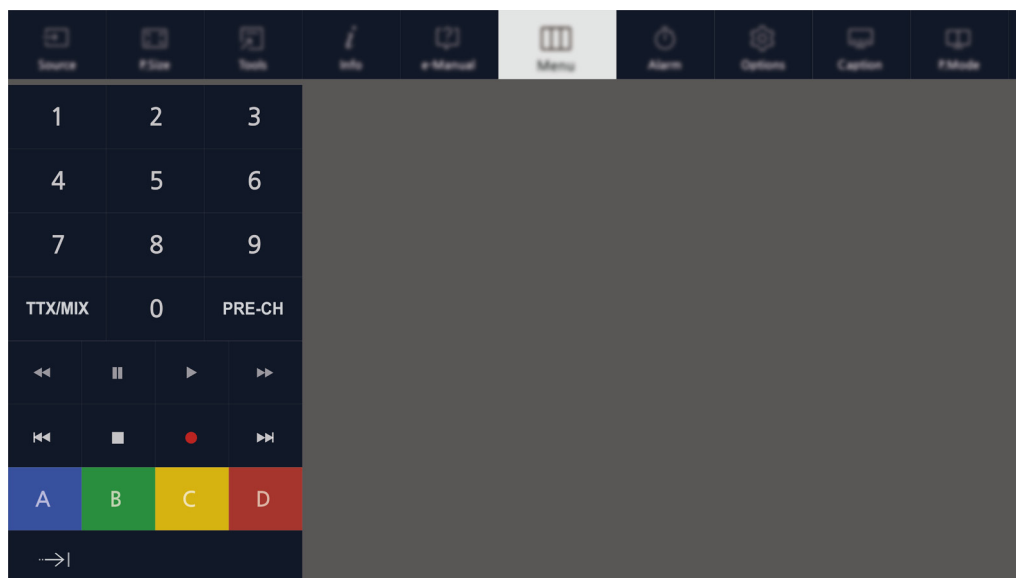 Source P.Size Tools Info e-Manual Menu Alarm Options Caption P.Mode
1 2 3
4 5 6
7 8 9
TTX/MIX 0 PRE-CH
A B C D